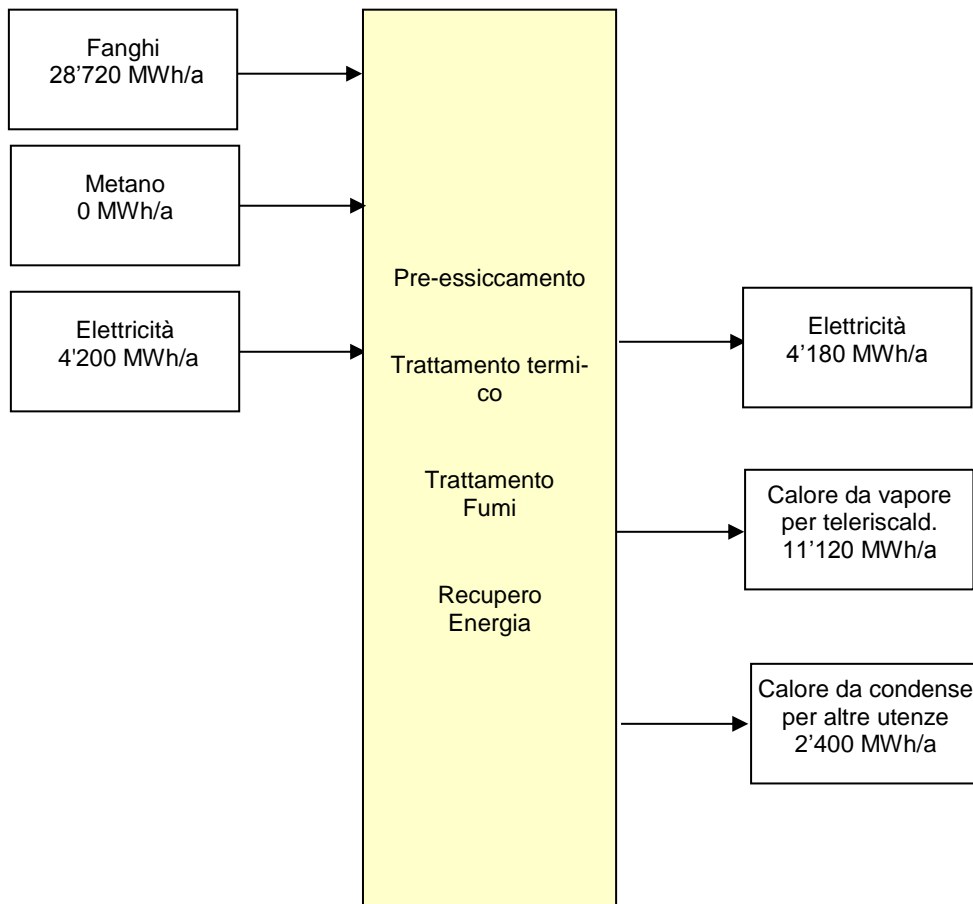 Fanghi
28’720 MWh/a
Metano
0 MWh/a
Elettricità
4'200 MWh/a
Pre-essiccamento
Trattamento termi-
co
Trattamento
Fumi
Recupero
Energia
Elettricità
4’180 MWh/a
Calore da vapore
per teleriscald.
11’120 MWh/a
Calore da condense
per altre utenze
2’400 MWh/a